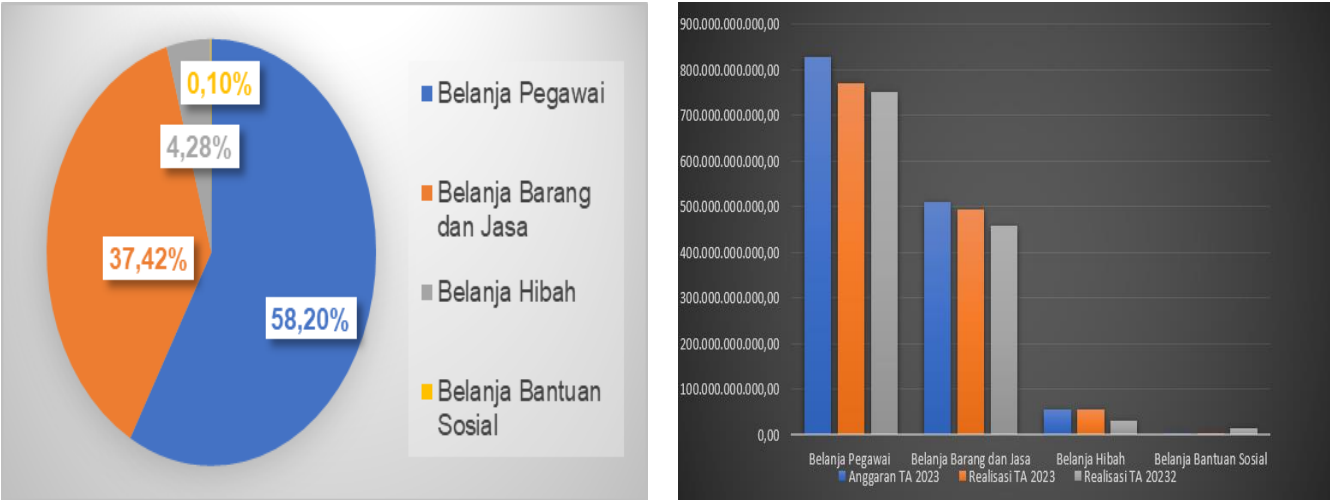 0,10%
4,28%
37,42%
58,20%
Belanja Pegawai
Belanja Barang
dan Jasa
Belanja Hibah
Belanja Bantuan
Sosial
900.000.000.000,00
800.000.000.000,00
700.000.000.000,00
600.000.000.000,00
500.000.000.000,00
400.000.000.000,00
300.000.000.000,00
200.000.000.000,00
100.000.000.000,00
0,00
Belanja Pegawai Belanja Barang dan Jasa Belanja Hibah Belanja Bantuan Sosial
Anggaran TA 2023 Realisasi TA 2023 Realisasi TA 20232